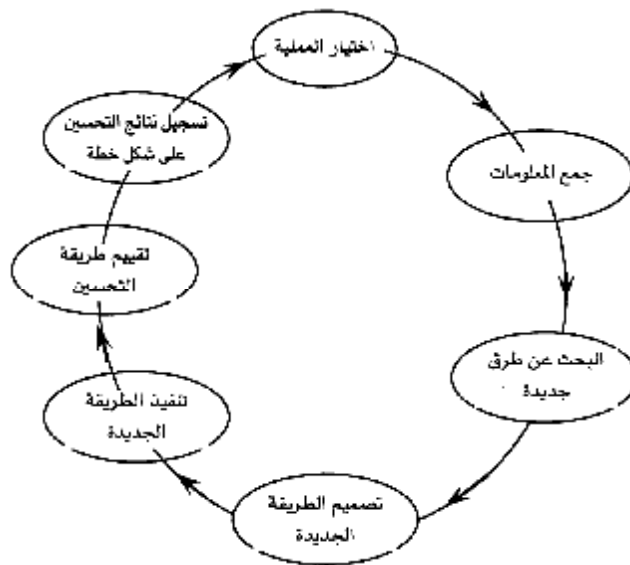 اختيار العملية
جمع المعلومات
البحث عن طرق
جديدة
تصميم الطريقة
الجديدة
تنفيذ الطريقة
الجديدة
تقييم طريقة
التحسين
تسجيل نتائج التحسين
على شكل خطة